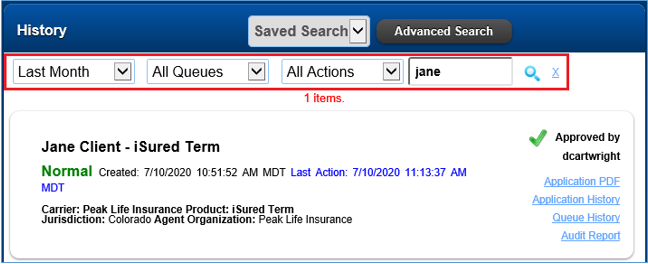 History Saved Search Advanced Search
Last Month All Queues All Actions jane X
1 items.
Jane Client - iSured Term
Normal Created: 7/10/2020 10:51:52 AM MDT Last Action: 7/10/2020 11:13:37 AM
MDT
Carrier: Peak Life Insurance Product: iSured Term
Jurisdiction: Colorado Agent Organization: Peak Life Insurance
Approved by
dcartwright
Application PDF
Application History
Queue History
Audit Report